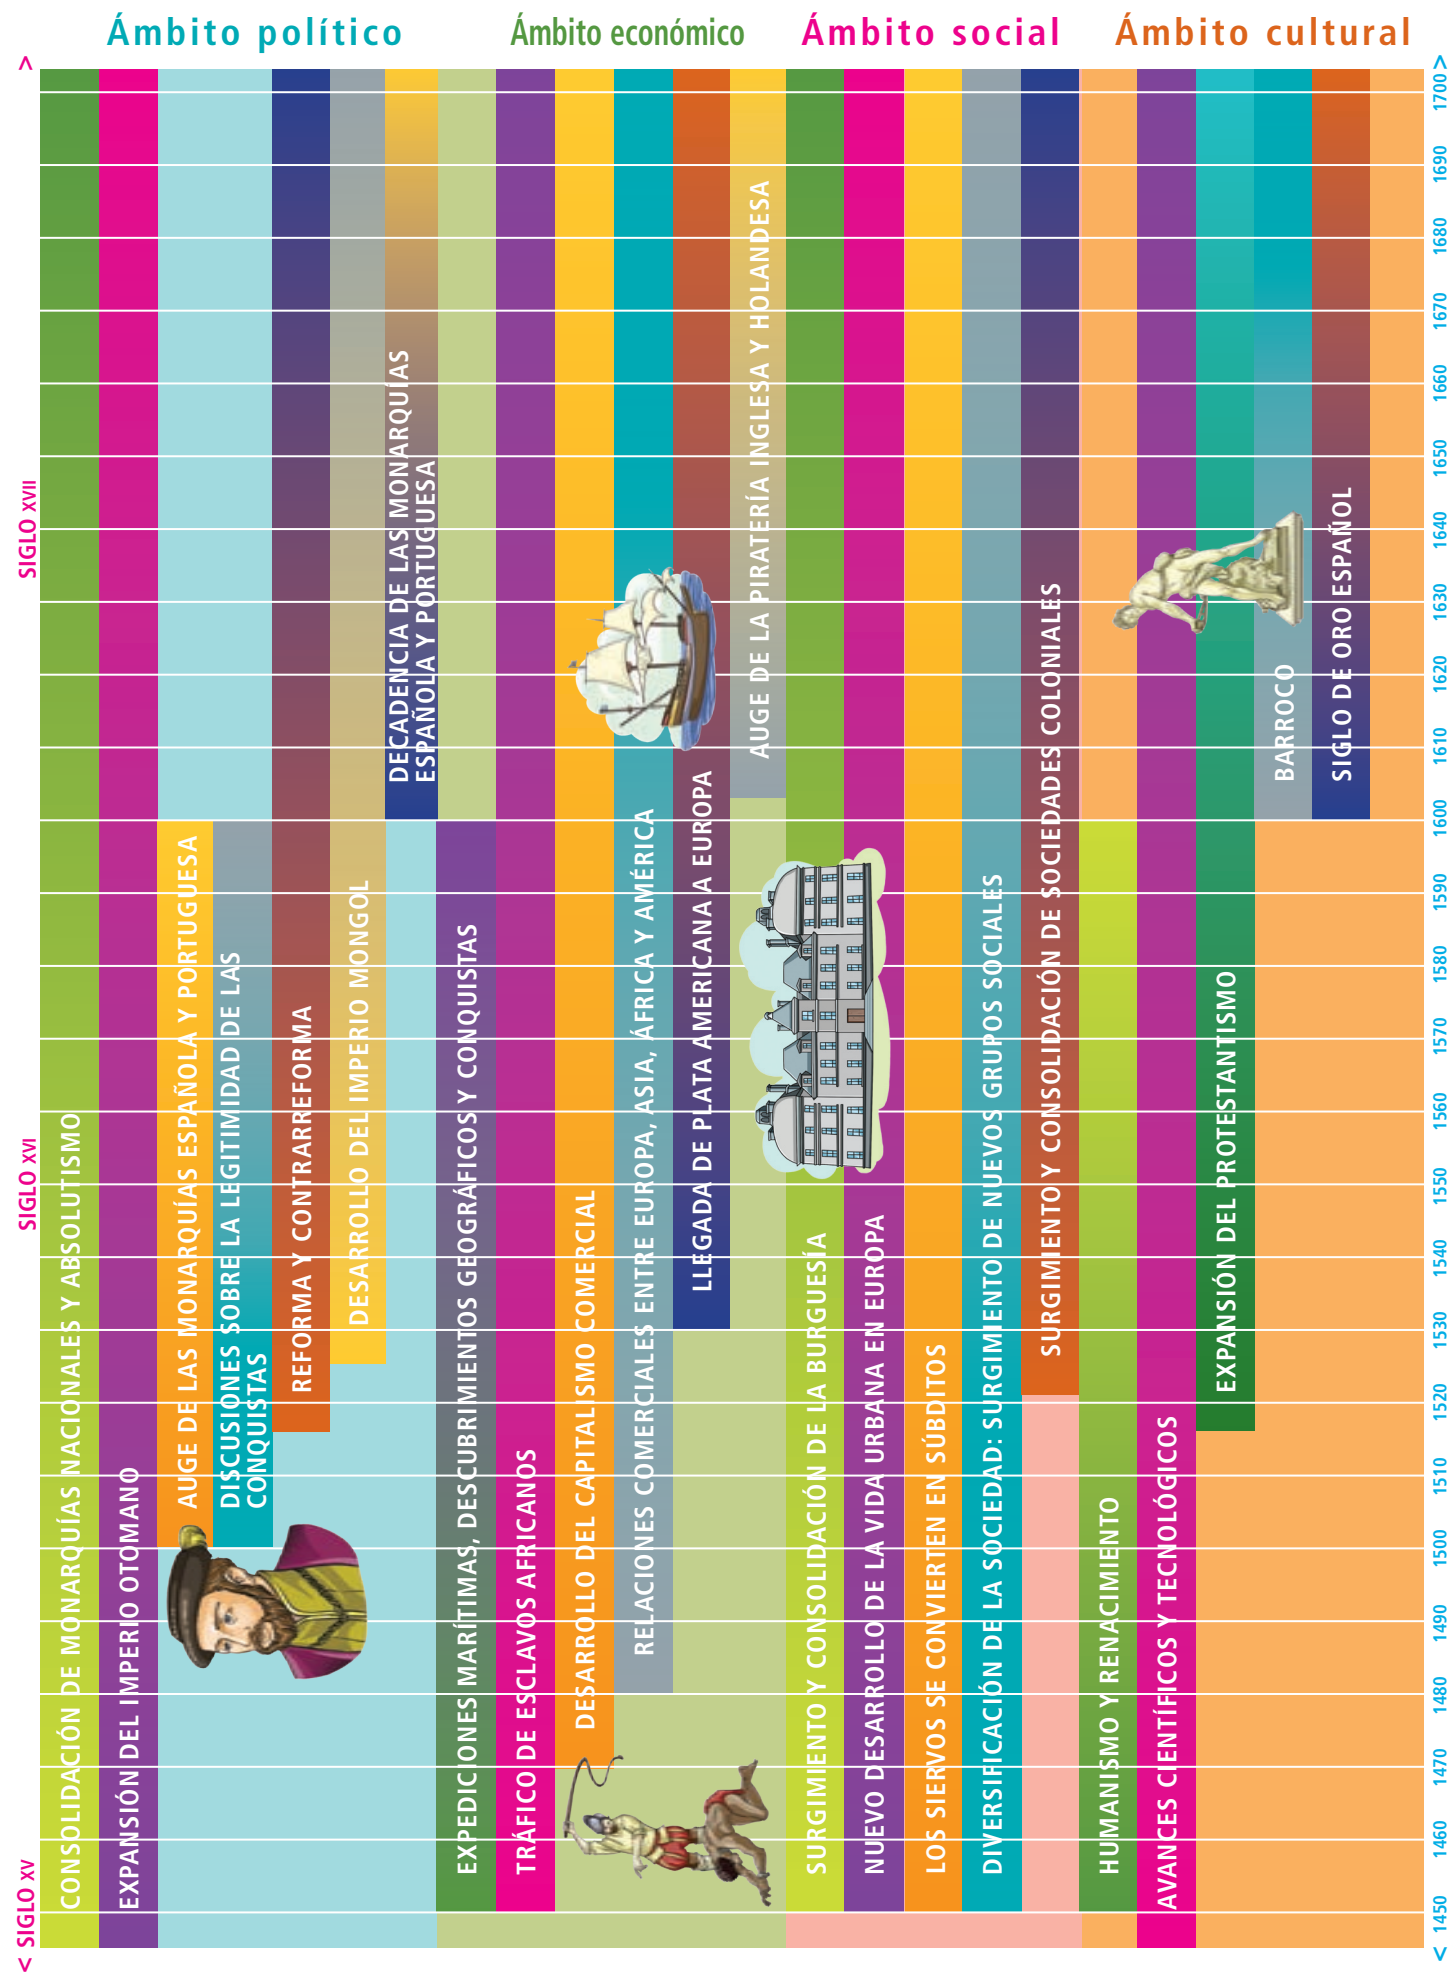 Ámbito político
Ámbito económico
Ámbito social
Ámbito cultural
< SIGLO XV
SIGLO XVI
SIGLO XVII
>
CONSOLIDACIÓN DE MONARQUÍAS NACIONALES Y ABSOLUTISMO
EXPANSIÓN DEL IMPERIO OTOMANO
AUGE DE LAS MONARQUÍAS ESPAÑOLA Y PORTUGUESA
DISCUSIONES SOBRE LA LEGITIMIDAD DE LAS
CONQUISTAS
REFORMA Y CONTRARREFORMA
DESARROLLO DEL IMPERIO MONGOL
DECADENCIA DE LAS MONARQUÍAS
ESPAÑOLA Y PORTUGUESA
EXPEDICIONES MARÍTIMAS, DESCUBRIMIENTOS GEOGRÁFICOS Y CONQUISTAS
TRÁFICO DE ESCLAVOS AFRICANOS
DESARROLLO DEL CAPITALISMO COMERCIAL
RELACIONES COMERCIALES ENTRE EUROPA, ASIA, ÁFRICA Y AMÉRICA
LLEGADA DE PLATA AMERICANA A EUROPA
AUGE DE LA PIRATERÍA INGLESA Y HOLANDESA
SURGIMIENTO Y CONSOLIDACIÓN DE LA BURGUESÍA
NUEVO DESARROLLO DE LA VIDA URBANA EN EUROPA
LOS SIERVOS SE CONVIERTEN EN SÚBDITOS
DIVERSIFICACIÓN DE LA SOCIEDAD: SURGIMIENTO DE NUEVOS GRUPOS SOCIALES
SURGIMIENTO Y CONSOLIDACIÓN DE SOCIEDADES COLONIALES
HUMANISMO Y RENACIMIENTO
AVANCES CIENTÍFICOS Y TECNOLÓGICOS
EXPANSIÓN DEL PROTESTANTISMO
BARROCO
SIGLO DE ORO ESPAÑOL
< 1450
1460
1470
1480
1490
1500
1510
1520
1530
1540
1550
1560
1570
1580
1590
1600
1610
1620
1630
1640
1650
1660
1670
1680
1690
1700 >